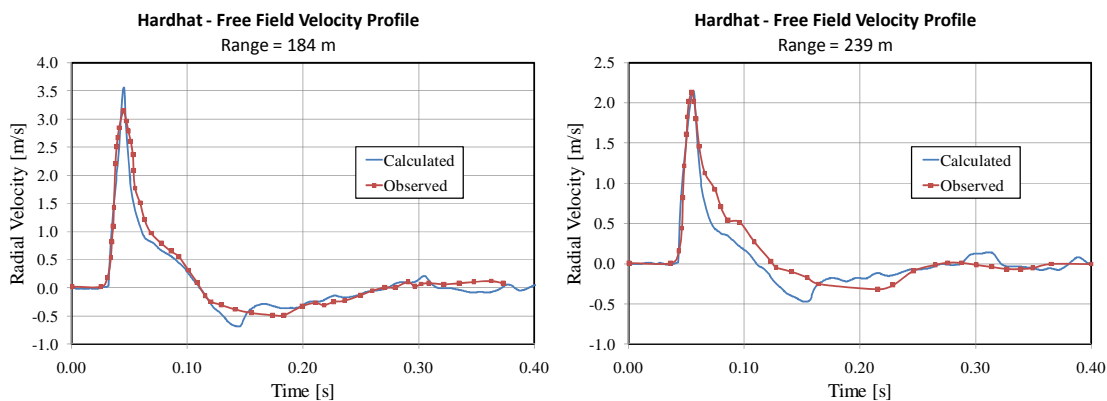 Hardhat - Free Field Velocity Profile
Range = 184 m
4.0
3.5
3.0
2.5
2.0
1.5
1.0
0.5
0.0
-0.5
-1.0
Radial Velocity [m/s]
Calculated
Observed
0.00 0.10 0.20 0.30 0.40
Time [s]
Hardhat - Free Field Velocity Profile
Range = 239 m
2.5
2.0
1.5
1.0
0.5
0.0
-0.5
-1.0
Radial Velocity [m/s]
Calculated
Observed
0.00 0.10 0.20 0.30 0.40
Time [s]